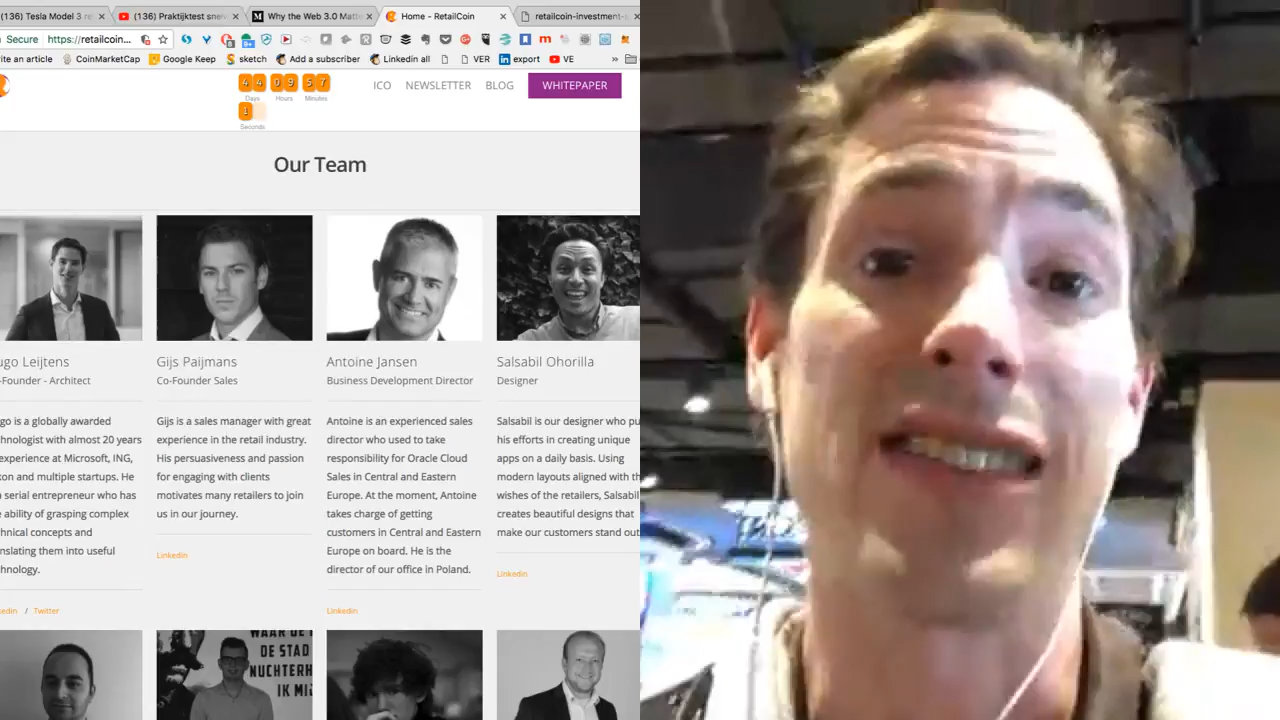 (136) Tesla Model 3 re
(136) Praktijktest snev
Why the Web 3.0 Matte
Home - RetailCoin
retailcoin-investment-s
Secure
https://retailcoin...
ite an article
CoinMarketCap
Google Keep
sketch
Add a subscriber
Linkedin all
VER
export
VE
44 09 57
Days Hours Minutes
1
Seconds
ICO
NEWSLETTER
BLOG
WHITEPAPER
Our Team
ugo Leijtens
-Founder - Architect
go is a globally awarded
hnologist with almost 20 years
experience at Microsoft, ING,
kon and multiple startups. He
a serial entrepreneur who has
e ability of grasping complex
hnical concepts and
nslating them into useful
hnology.
kedin / Twitter
Gijs Paijmans
Co-Founder Sales
Gijs is a sales manager with great
experience in the retail industry.
His persuasiveness and passion
for engaging with clients
motivates many retailers to join
us in our journey.
Linkedin
Antoine Jansen
Business Development Director
Antoine is an experienced sales
director who used to take
responsibility for Oracle Cloud
Sales in Central and Eastern
Europe. At the moment, Antoine
takes charge of getting
customers in Central and Eastern
Europe on board. He is the
director of our office in Poland.
Linkedin
Salsabil Ohorilla
Designer
Salsabil is our designer who pu
his efforts in creating unique
apps on a daily basis. Using
modern layouts aligned with th
wishes of the retailers, Salsabil
creates beautiful designs that
make our customers stand out
Linkedin
WAAR DE
DE STAD
NUCHTERH
IK MI